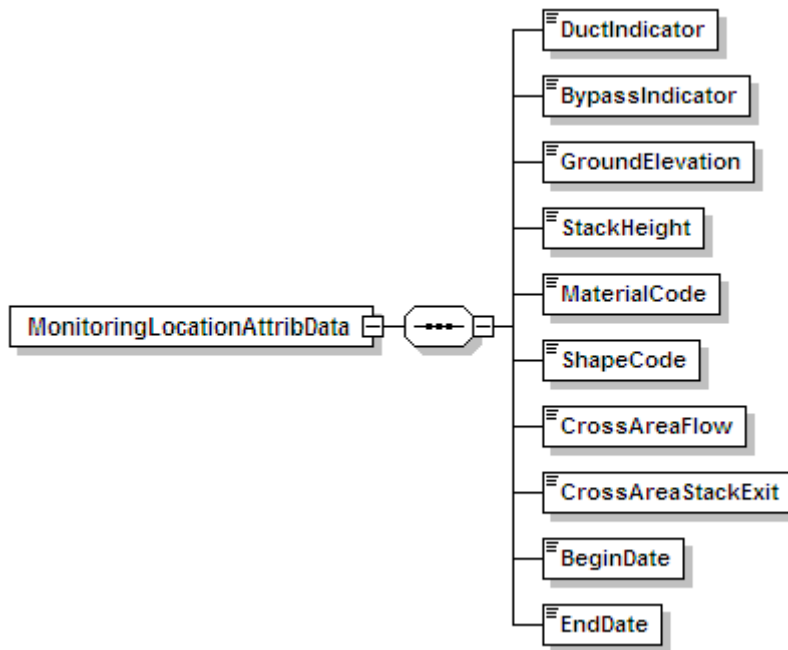 DuctIndicator
BypassIndicator
GroundElevation
StackHeight
MaterialCode
MonitoringLocationAttribData
ShapeCode
CrossAreaFlow
CrossAreaStackExit
BeginDate
EndDate